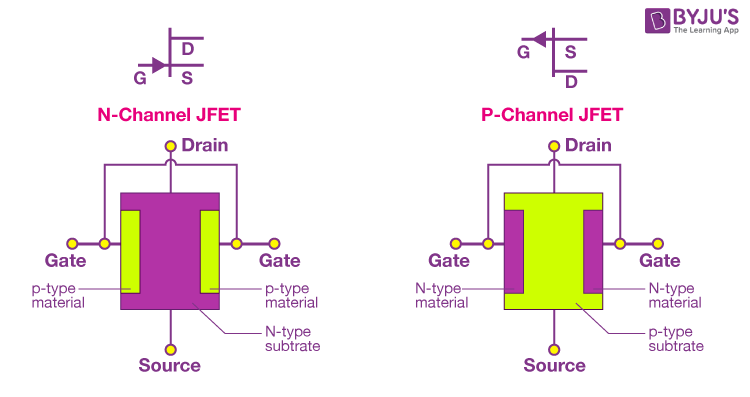 BYJU'S
The Learning App
D
G
S
G
S
D
N-Channel JFET
P-Channel JFET
Drain
Drain
Gate
Gate
Gate
Gate
p-type
material
p-type
material
N-type
material
N-type
material
N-type
subtrate
p-type
subtrate
Source
Source